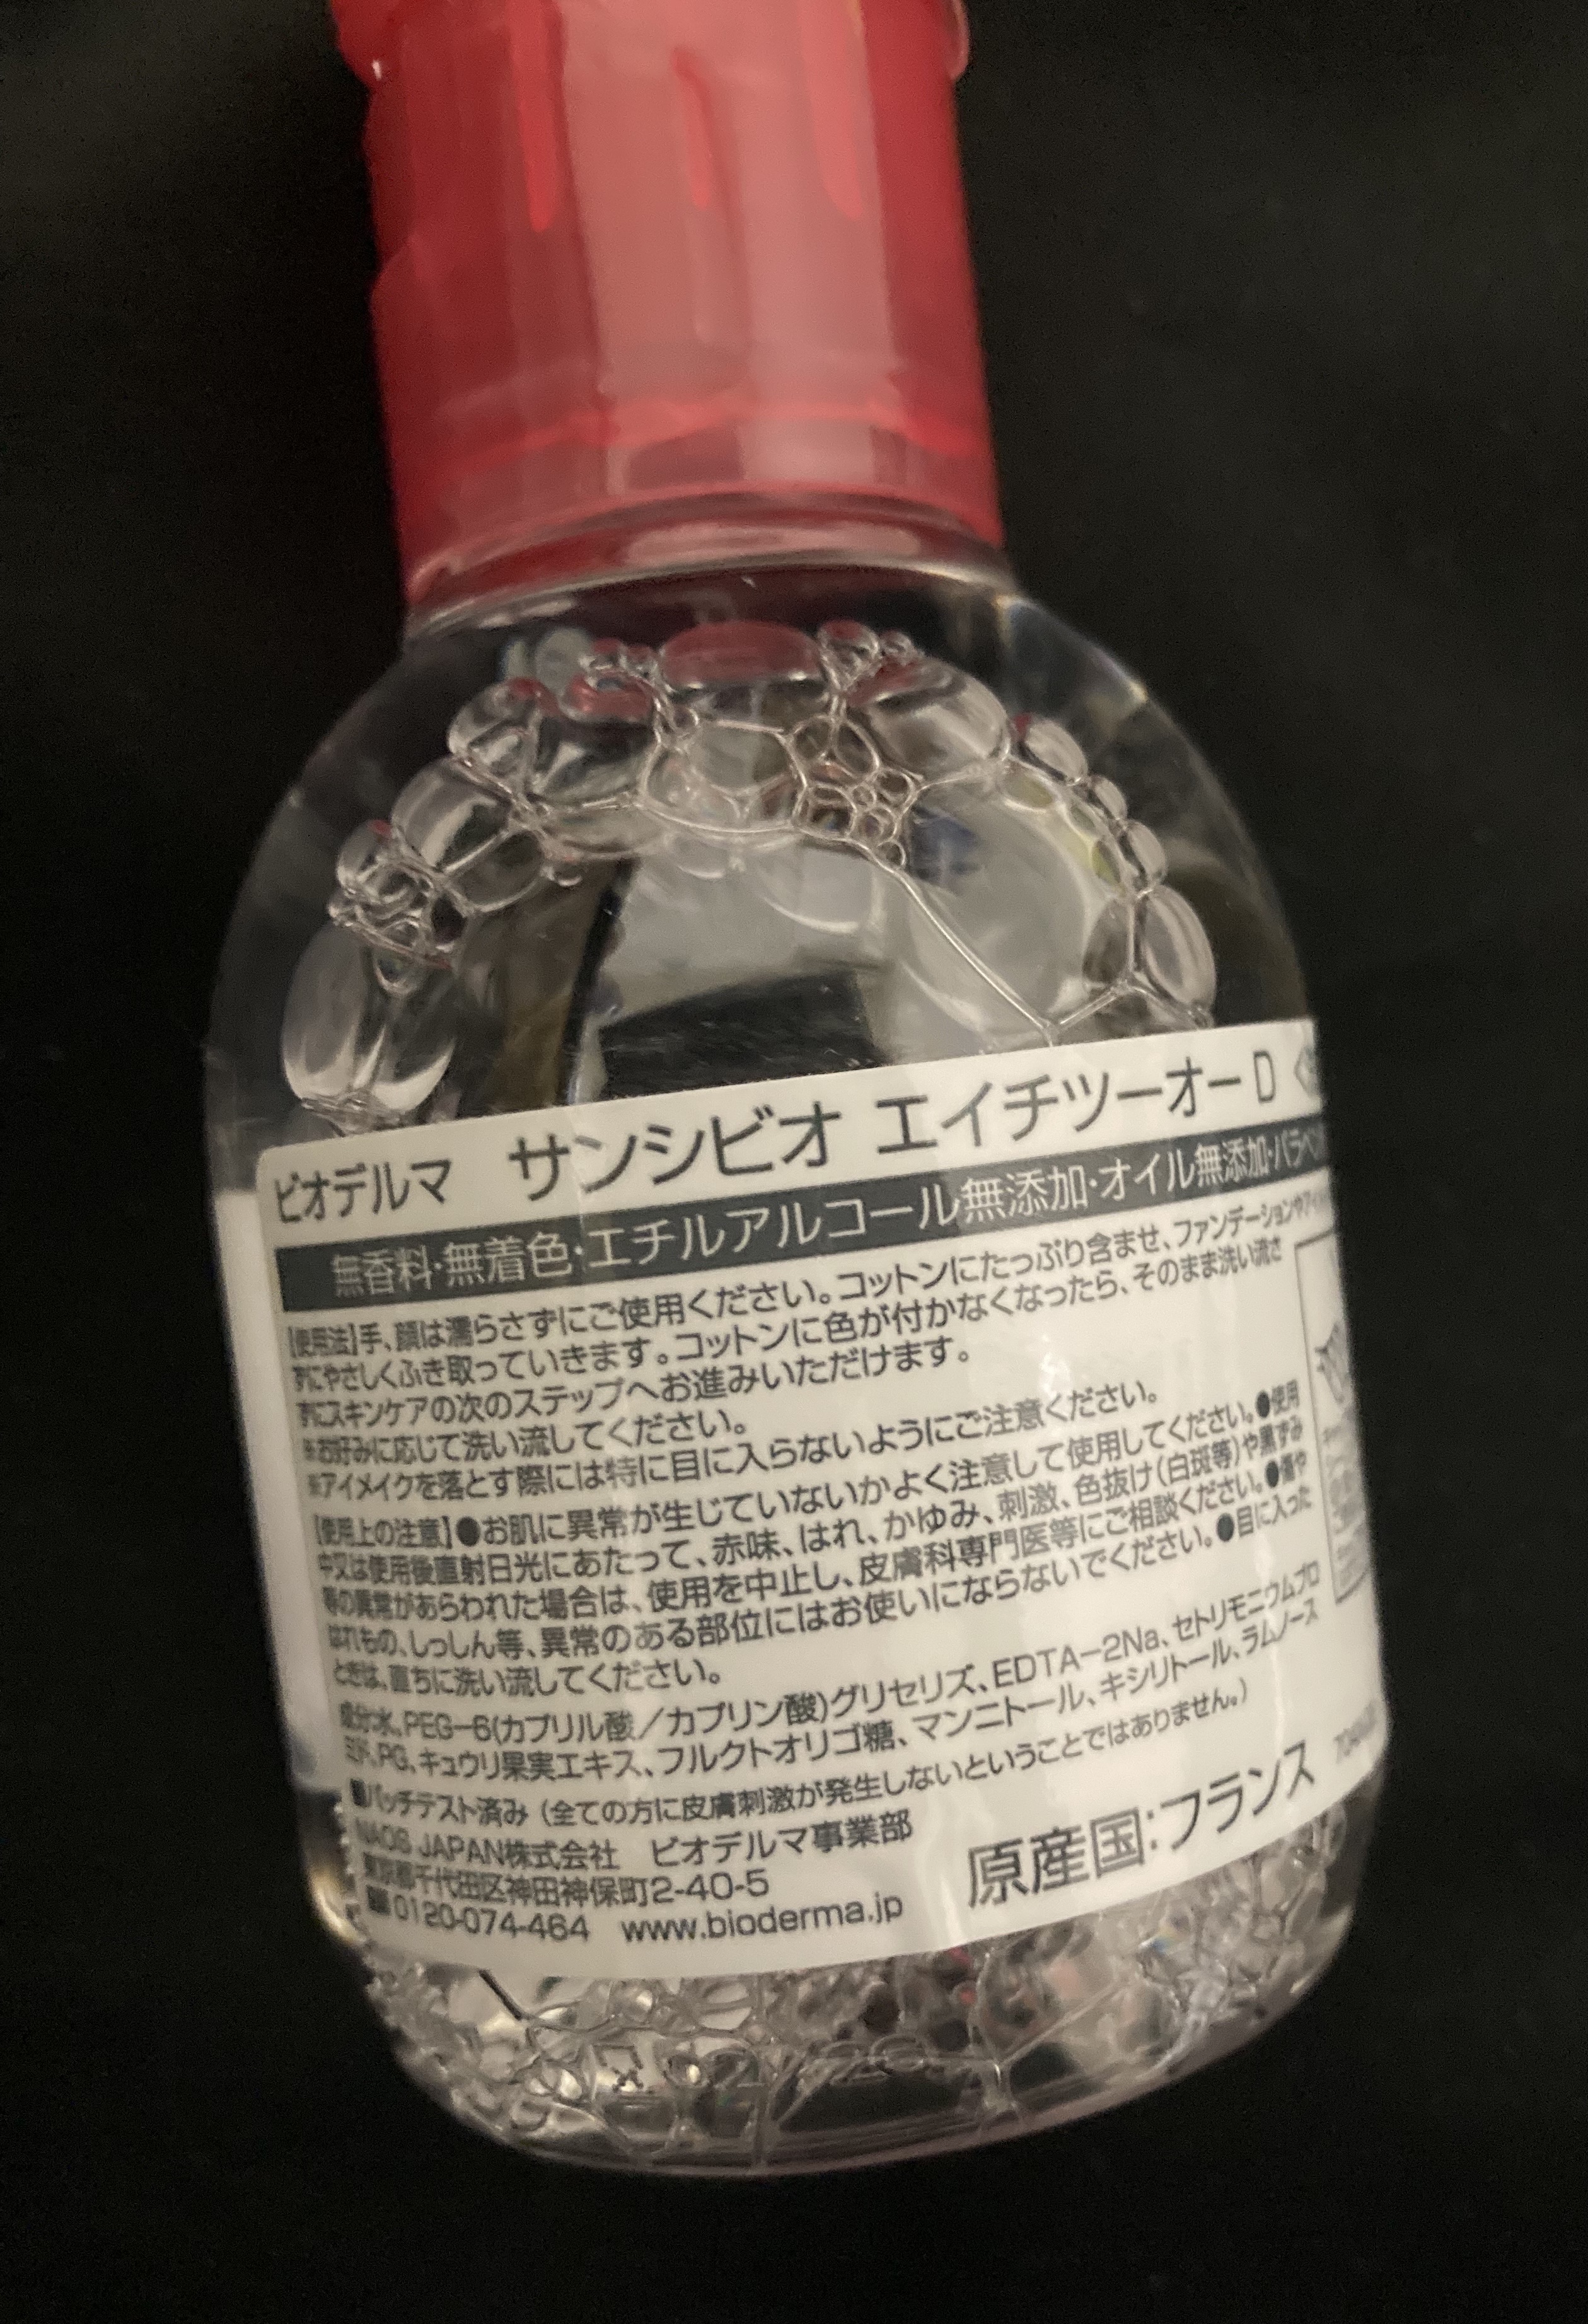 ビオデルマ サンシビオ エイチツーオー D
無香料・無着色・エチルアルコール無添加・オイル無添加・パラベン
【使用法】手、顔は濡らさずにご使用ください。コットンにたっぷり含ませ、ファンデーションやアイ
ずにやさしくふき取っていきます。コットンに色が付かなくなったら、そのまま洗い流さ
ずにスキンケアの次のステップへお進みいただけます。
※お好みに応じて洗い流してください。
※アイメイクを落とす際には特に目に入らないようにご注意ください。
【使用上の注意】●お肌に異常が生じていないかよく注意して使用してください。●使用
中又は使用後直射日光にあたって、赤味、はれ、かゆみ、刺激、色抜け(白斑等)や黒ずみ
等の異常があらわれた場合は、使用を中止し、皮膚科専門医等にご相談ください。●傷や
はれもの、しっしん等、異常のある部位にはお使いにならないでください。●目に入った
ときは、直ちに洗い流してください。
成分:水、PEG-6(カプリル酸/カプリン酸)グリセリズ、EDTA-2Na、セトリモニウムブロ
ミド、PG、キュウリ果実エキス、フルクトオリゴ糖、マンニトール、キシリトール、ラムノース
■パッチテスト済み(全ての方に皮膚刺激が発生しないということではありません。)
NAOS JAPAN株式会社 ビオデルマ事業部
東京都千代田区神田神保町2-40-5
0120-074-464 www.bioderma.jp
原産国:フランス